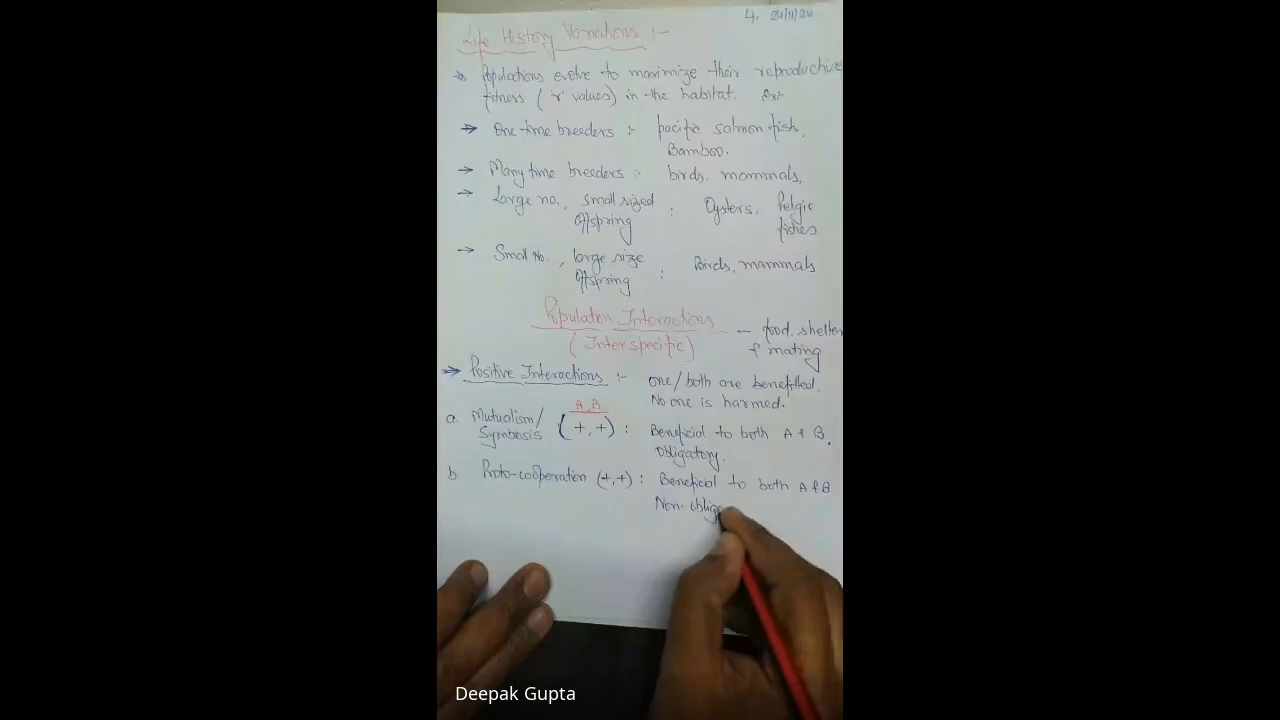 4, 24/11/20
Life History Variations :-
* Populations evolve to maximize their reproductive
fitness ('r' values) in the habitat. Ex:-
→ One time breeders :- pacific salmon fish,
Bamboo.
→ Many time breeders :- birds, mammals,
→ Large no., small sized : Oysters, Pelgic
offspring fishes
→ Small No., large size : Birds, mammals
offspring
Population Interactions — food, shelter
(Interspecific) & mating
→ Positive Interactions :- one/both are benefitted.
No one is harmed.
A, B
a. Mutualism/ (+,+) : Beneficial to both A & B.
Symbosis obligatory.
b Proto-cooperation (+,+) : Beneficial to both A & B
Non-oblig
Deepak Gupta